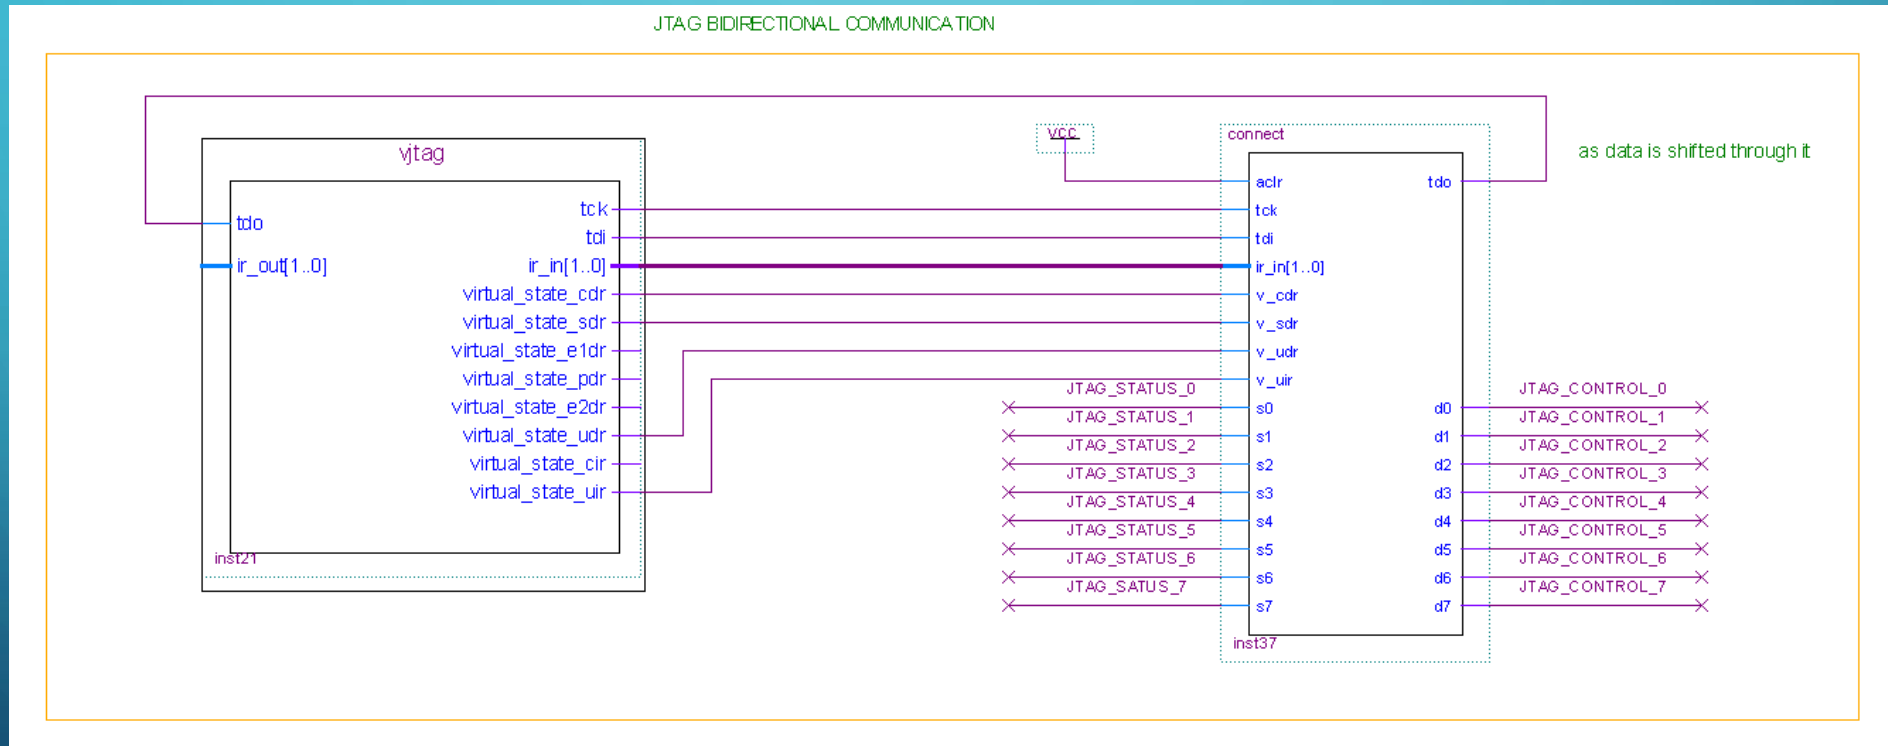 JTAG BIDIRECTIONAL COMMUNICATION
vjtag
tdo
ir_out[1..0]
tck
tdi
ir_in[1..0]
virtual_state_cdr
virtual_state_sdr
virtual_state_e1dr
virtual_state_pdr
virtual_state_e2dr
virtual_state_udr
virtual_state_cir
virtual_state_uir
inst21
VCC
JTAG_STATUS_0
JTAG_STATUS_1
JTAG_STATUS_2
JTAG_STATUS_3
JTAG_STATUS_4
JTAG_STATUS_5
JTAG_STATUS_6
JTAG_SATUS_7
connect
aclr
tck
tdi
ir_in[1..0]
v_cdr
v_sdr
v_udr
v_uir
s0
s1
s2
s3
s4
s5
s6
s7
tdo
d0
d1
d2
d3
d4
d5
d6
d7
inst37
as data is shifted through it
JTAG_CONTROL_0
JTAG_CONTROL_1
JTAG_CONTROL_2
JTAG_CONTROL_3
JTAG_CONTROL_4
JTAG_CONTROL_5
JTAG_CONTROL_6
JTAG_CONTROL_7